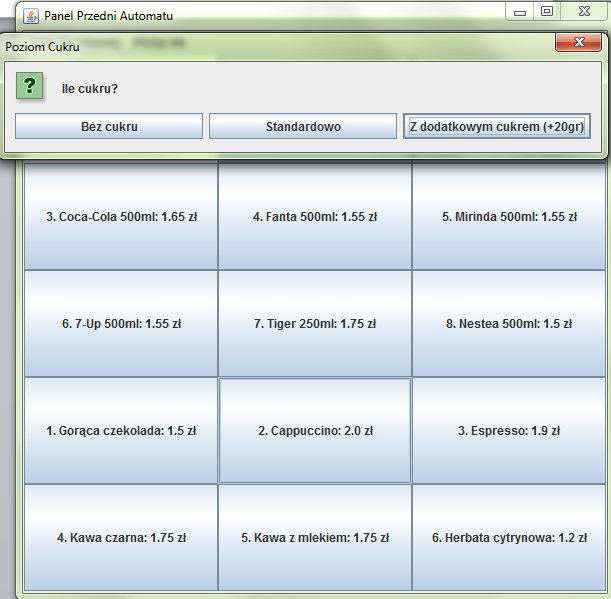 Panel Przedni Automatu
Poziom Cukru
Ile cukru?
Bez cukru
Standardowo
Z dodatkowym cukrem (+20gr)
3. Coca-Cola 500ml: 1.65 zł
4. Fanta 500ml: 1.55 zł
5. Mirinda 500ml: 1.55 zł
6. 7-Up 500ml: 1.55 zł
7. Tiger 250ml: 1.75 zł
8. Nestea 500ml: 1.5 zł
1. Gorąca czekolada: 1.5 zł
2. Cappuccino: 2.0 zł
3. Espresso: 1.9 zł
4. Kawa czarna: 1.75 zł
5. Kawa z mlekiem: 1.75 zł
6. Herbata cytrynowa: 1.2 zł